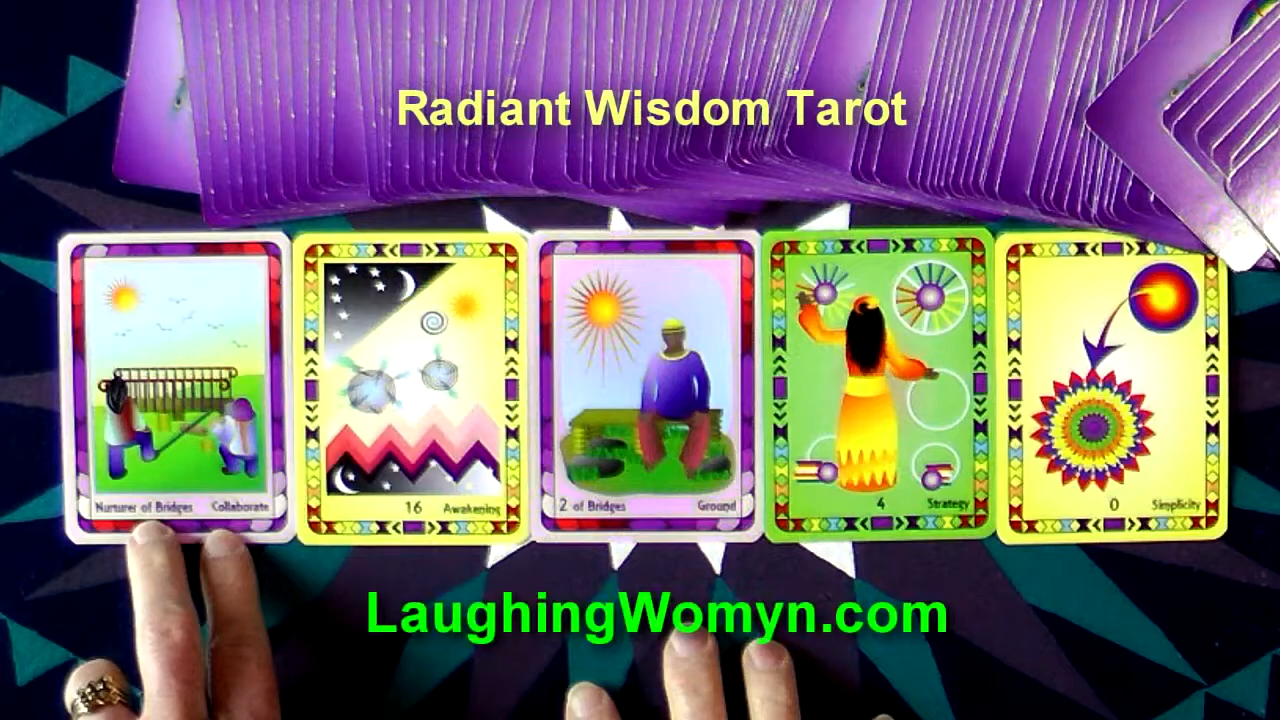 Radiant Wisdom Tarot
Nurturer of Bridges Collaborate
16 Awakening
2 of Bridges Ground
4 Strategy
0 Simplicity
LaughingWomyn.com